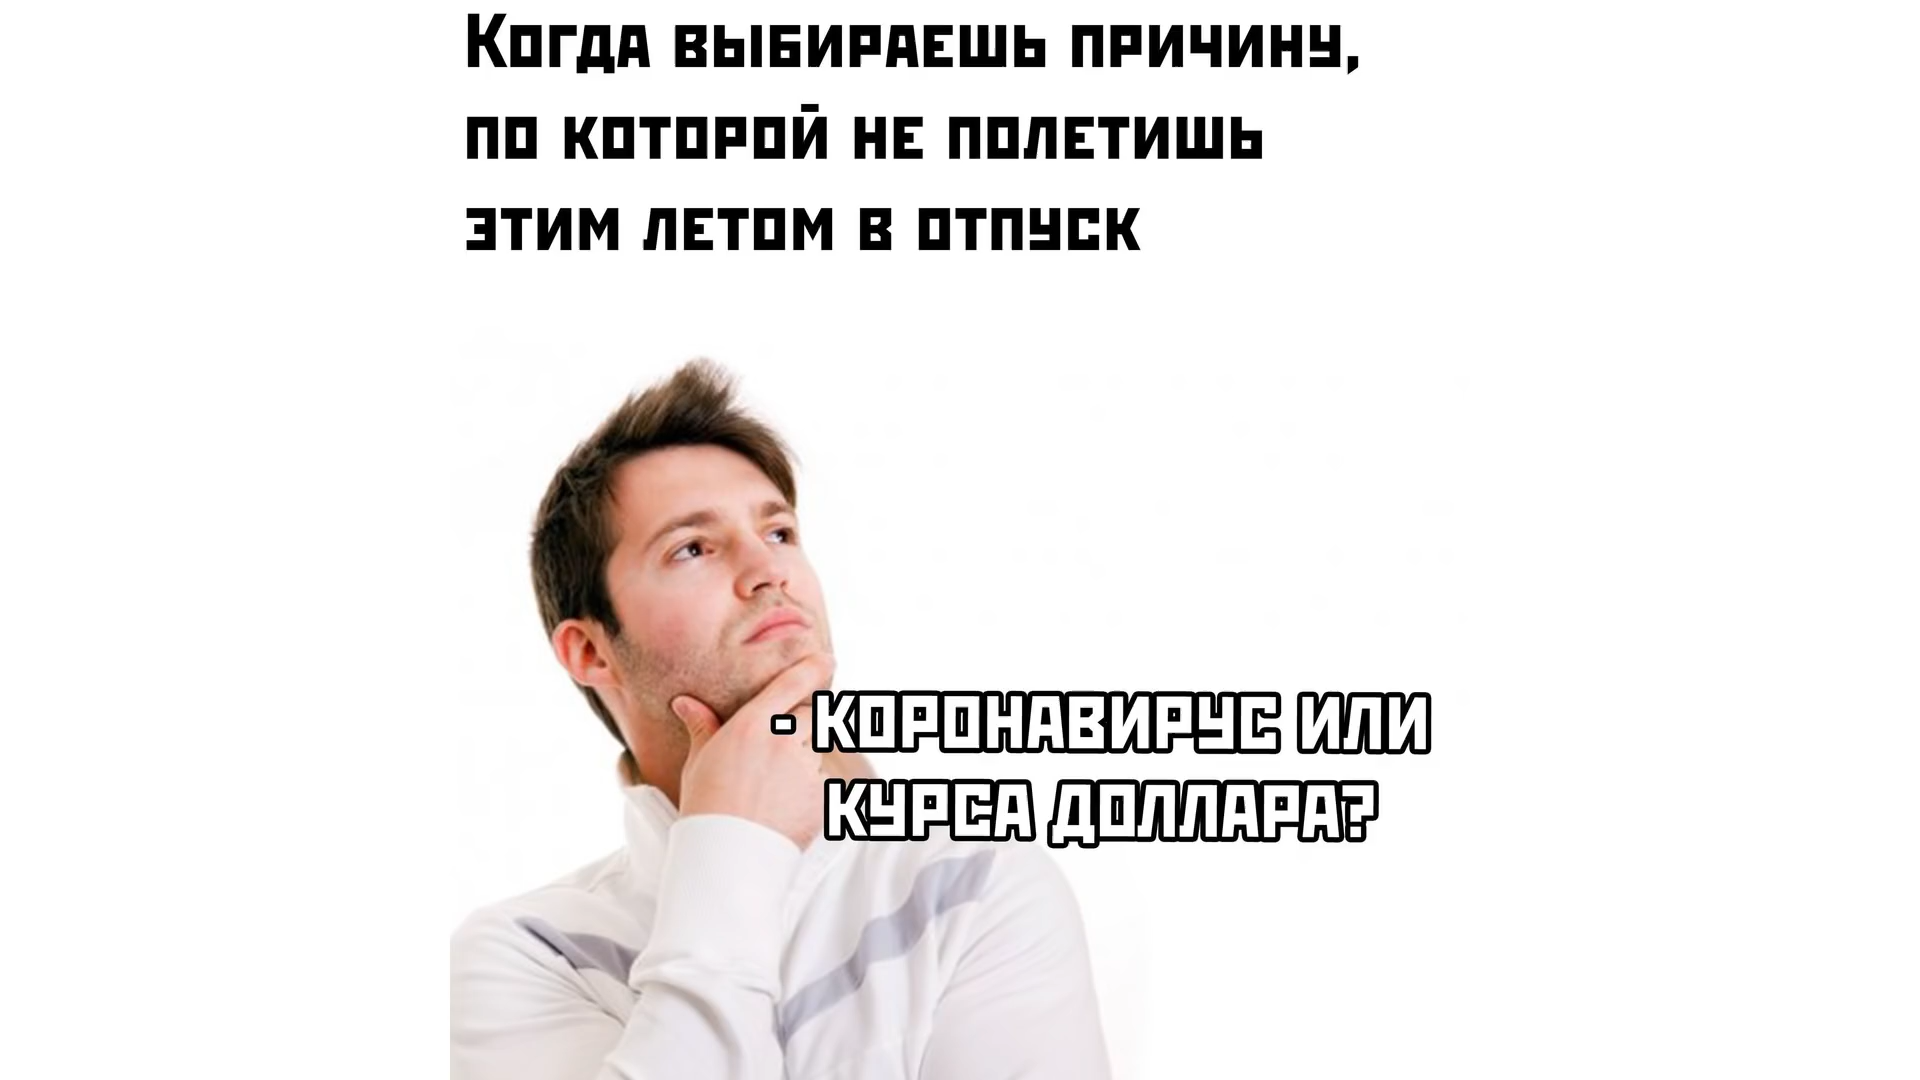 Когда выбираешь причину,
по которой не полетишь
этим летом в отпуск
- КОРОНАВИРУС ИЛИ
КУРСА ДОЛЛАРА?